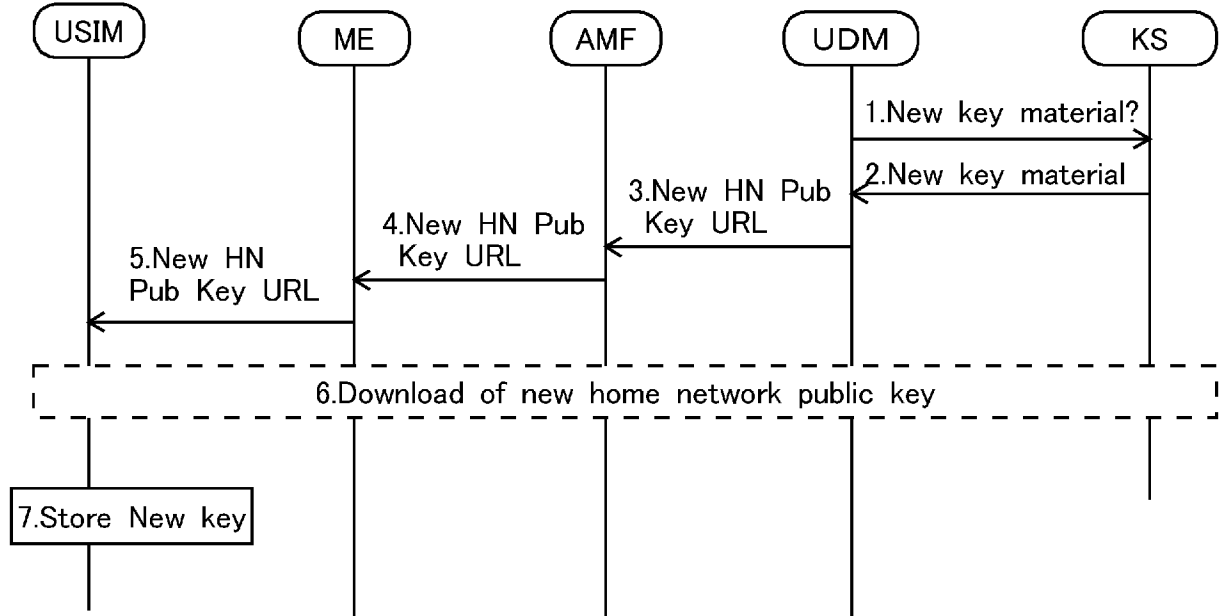 USIM
ME
AMF
UDM
KS
1.New key material?
2.New key material
3.New HN Pub
Key URL
4.New HN Pub
Key URL
5.New HN
Pub Key URL
6.Download of new home network public key
7.Store New key